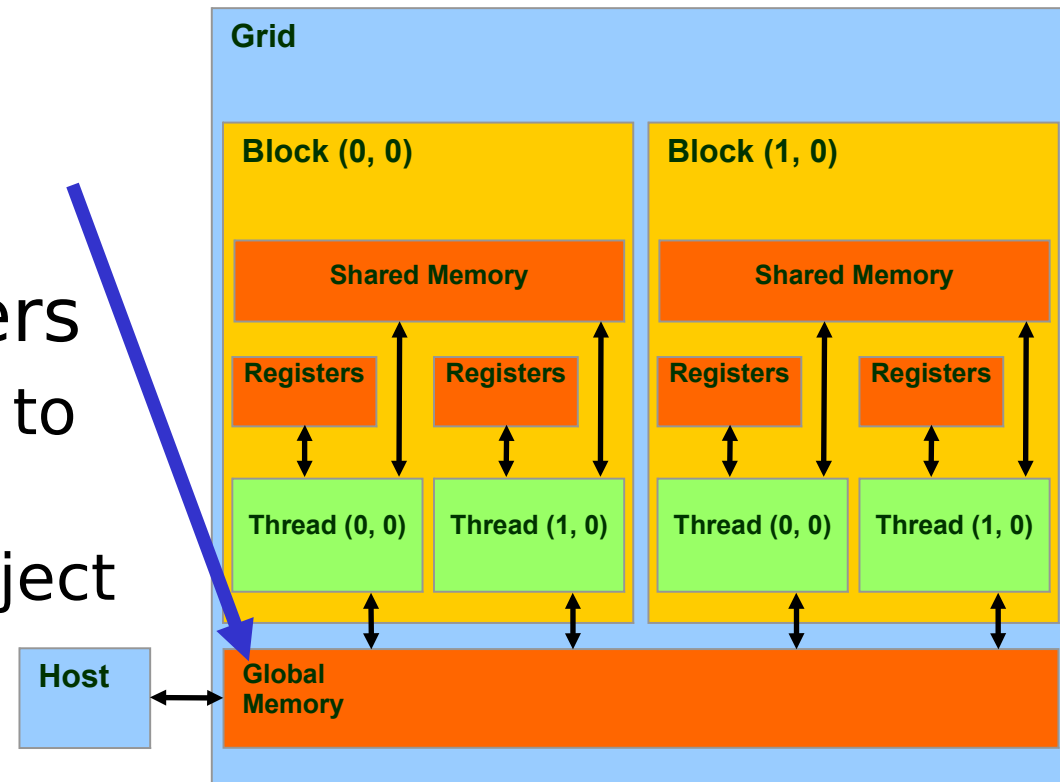 Grid
Block (0, 0)
Block (1, 0)
Shared Memory
Shared Memory
Registers
Registers
Registers
Registers
Thread (0, 0)
Thread (1, 0)
Thread (0, 0)
Thread (1, 0)
Host
Global
Memory
ers
to
ject